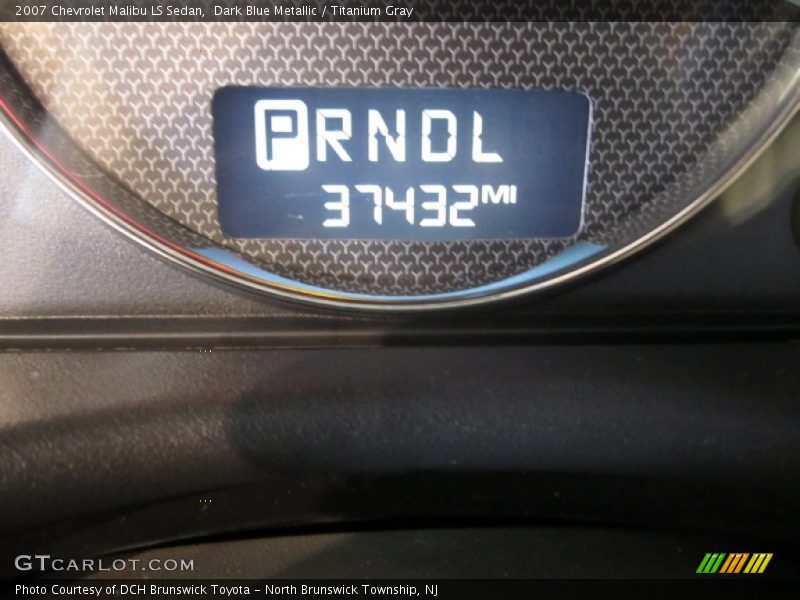 2007 Chevrolet Malibu LS Sedan,  Dark Blue Metallic / Titanium Gray
PRNDL
37432MI
GTCARLOT.COM
Photo Courtesy of DCH Brunswick Toyota - North Brunswick Township, NJ